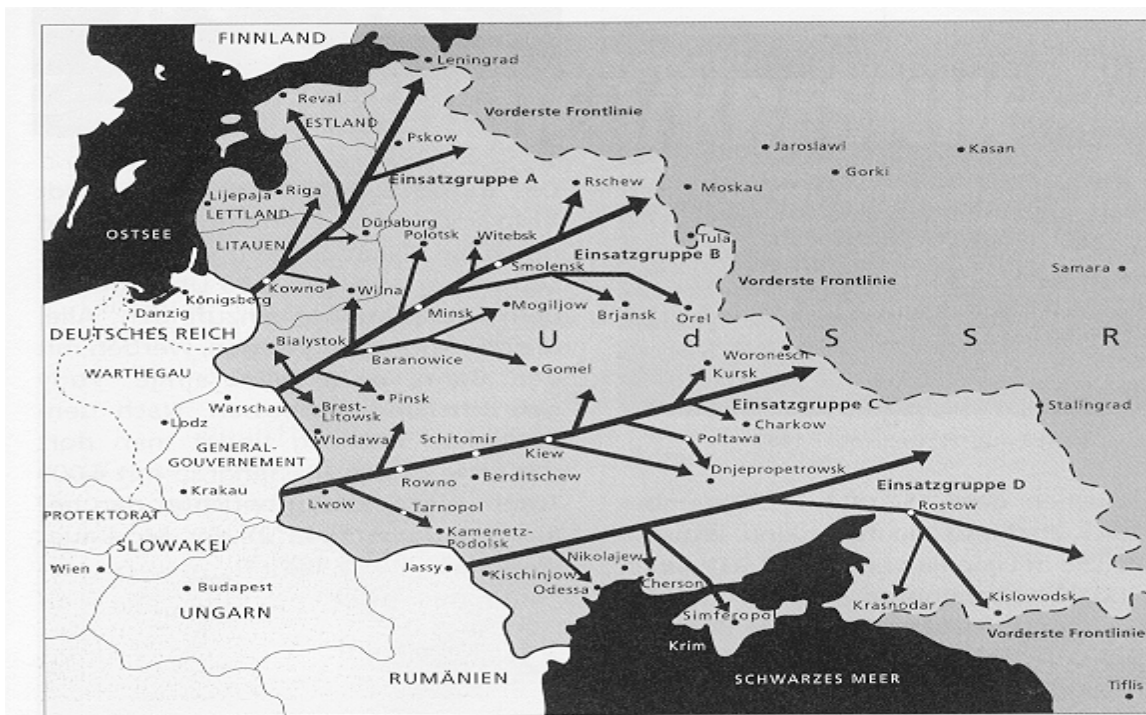 FINNLAND
Leningrad
Reval
ESTLAND
Vorderste Frontlinie
Pskow
Jaroslawl
Kasan
Gorki
Einsatzgruppe A
Rschew
Moskau
Lijepaja
Riga
LETTLAND
Dünaburg
OSTSEE
LITAUEN
Polotsk
Witebsk
Tula
Einsatzgruppe B
Smolensk
Samara
Vorderste Frontlinie
Kowno
Wilna
Königsberg
Danzig
Minsk
Mogiljow
Brjansk
Orel
DEUTSCHES REICH
Bialystok
U d S S R
Baranowice
Woronesch
WARTHEGAU
Gomel
Kursk
Warschau
Pinsk
Brest-
Litowsk
Einsatzgruppe C
Stalingrad
Lodz
Wlodawa
Schitomir
Charkow
GENERAL-
GOUVERNEMENT
Kiew
Poltawa
Rowno
Berditschew
Dnjepropetrowsk
Krakau
Lwow
Einsatzgruppe D
PROTEKTORAT
Tarnopol
Rostow
Kamenetz-
Podolsk
SLOWAKEI
Wien
Jassy
Nikolajew
Kischinjow
Cherson
Budapest
Odessa
UNGARN
Krasnodar
Kislowodsk
Simferopol
Vorderste Frontlinie
Krim
RUMÄNIEN
SCHWARZES MEER
Tiflis